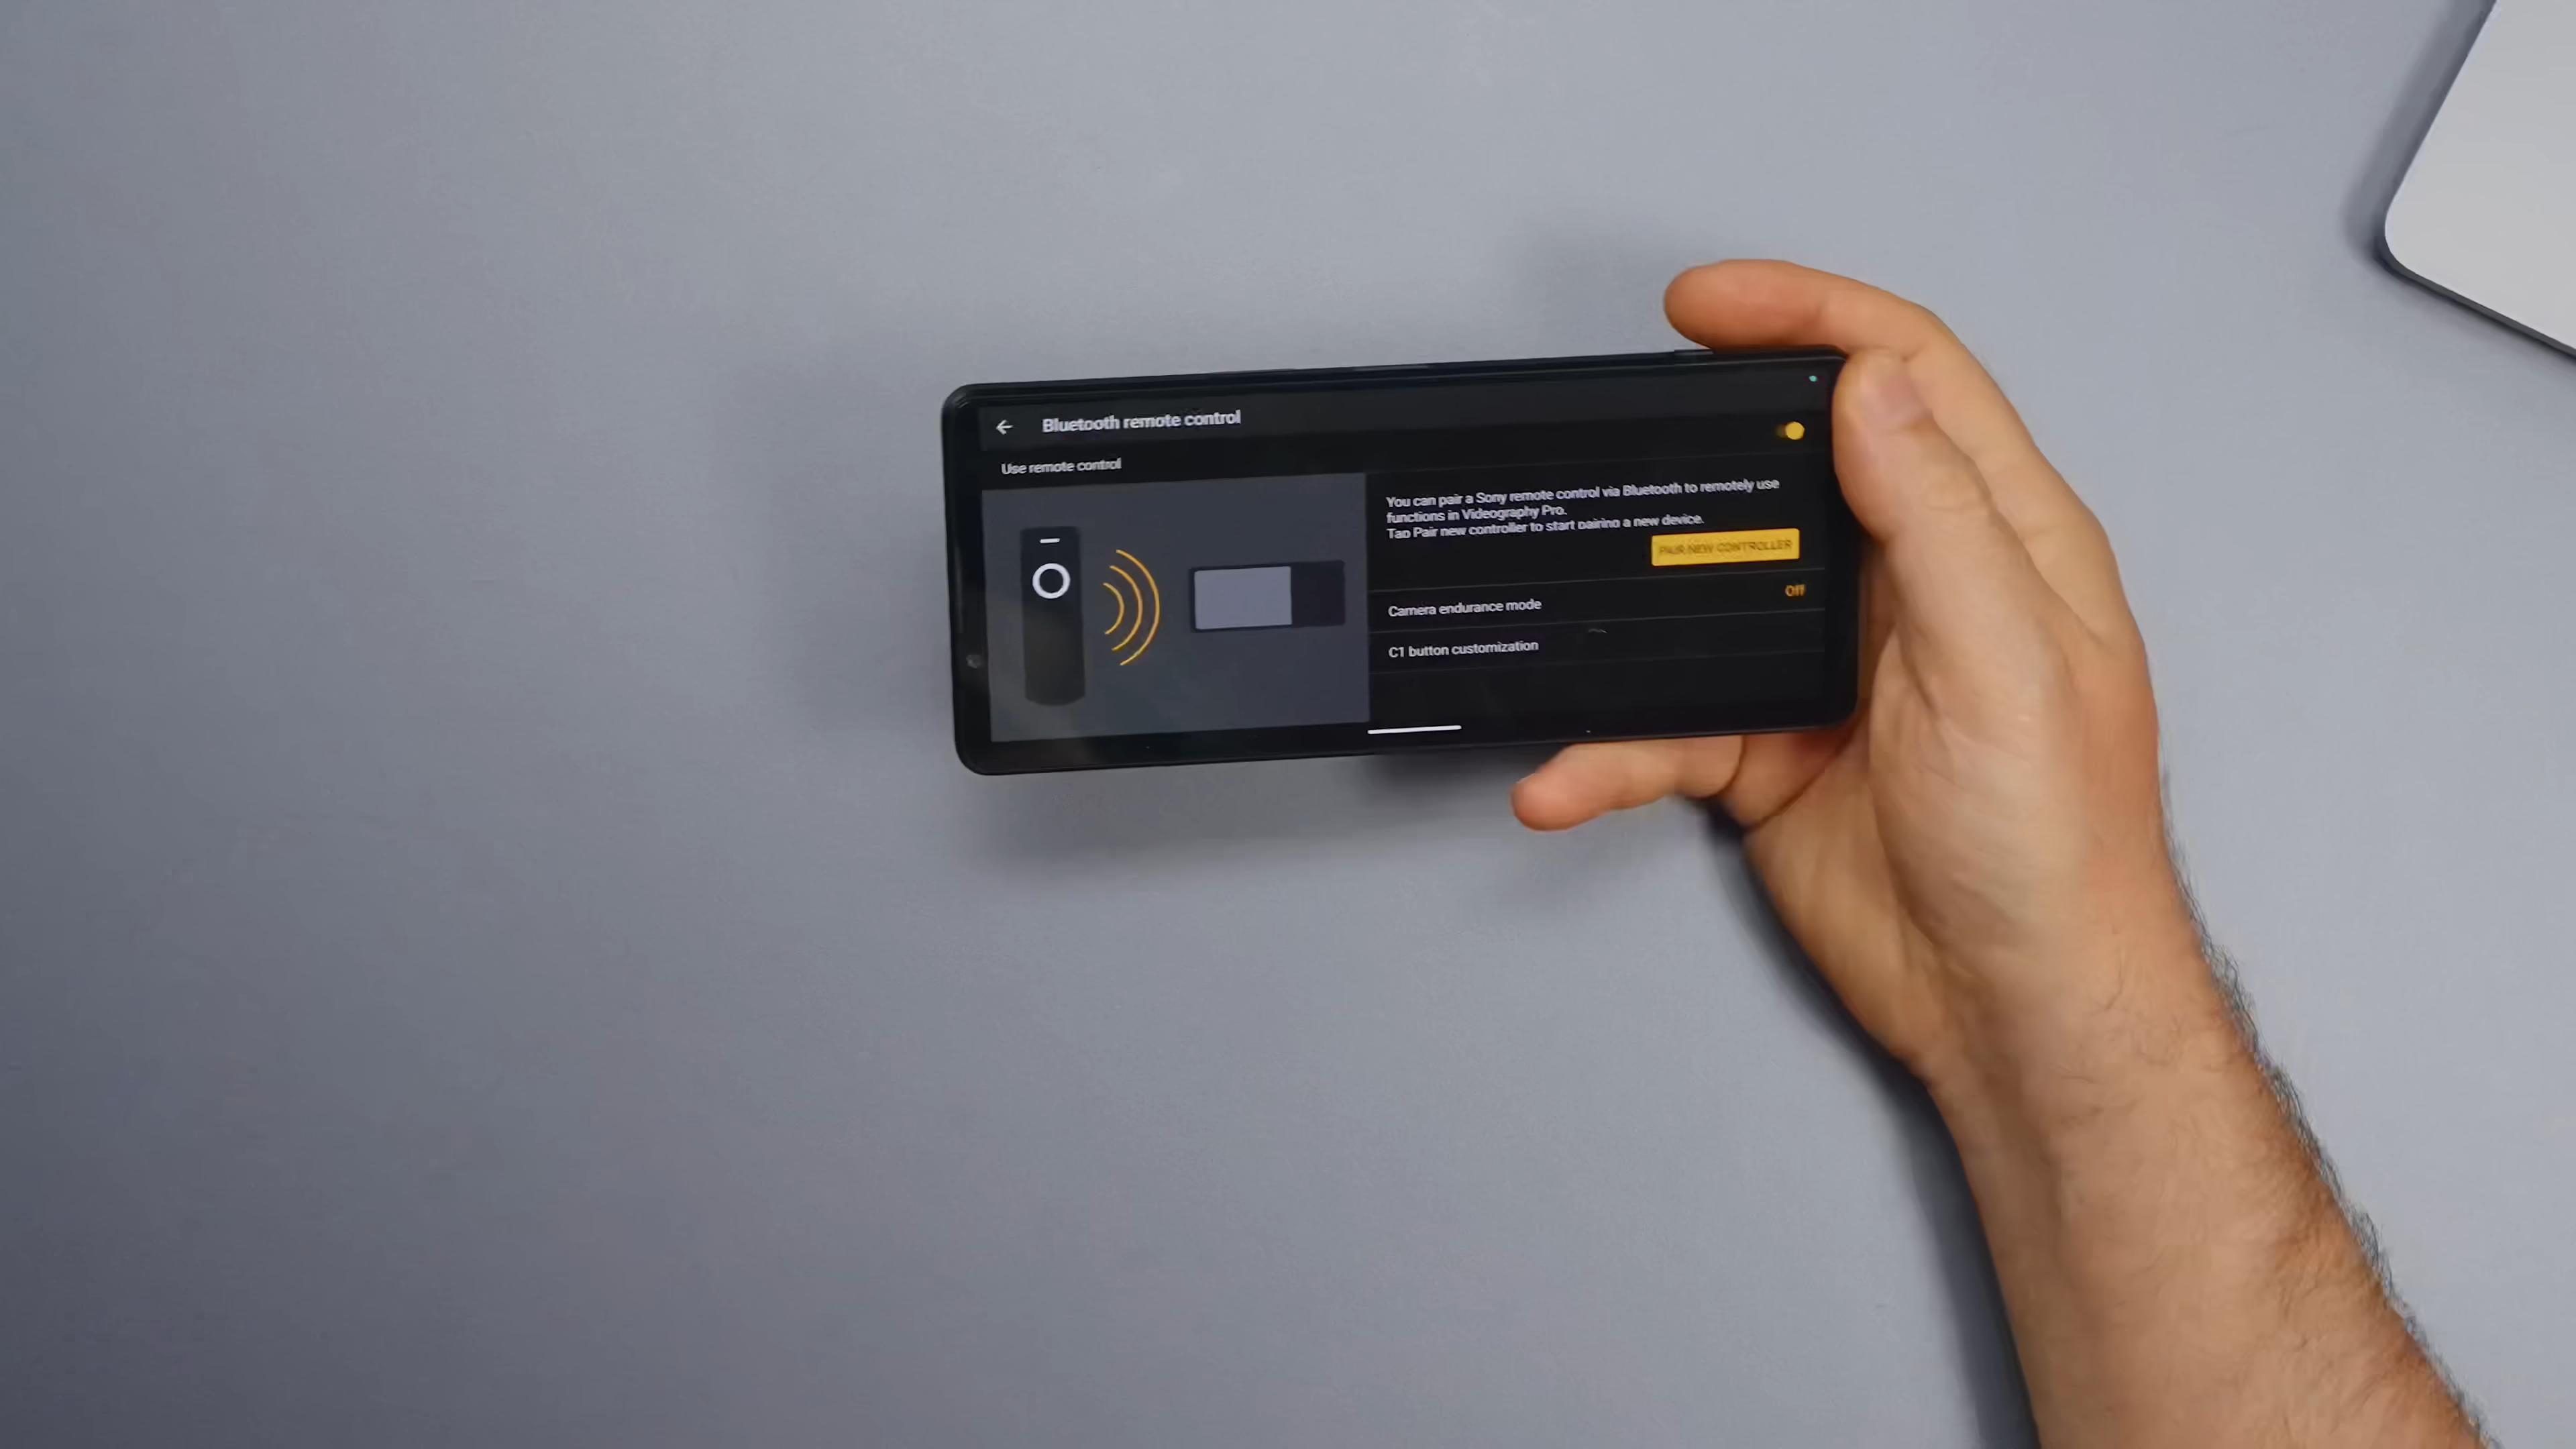 Bluetooth remote control
Use remote control
You can pair a Sony remote control via Bluetooth to remotely use
functions in Videography Pro.
Tap Pair new controller to start pairing a new device.
PAIR NEW CONTROLLER
Camera endurance mode
Off
C1 button customization